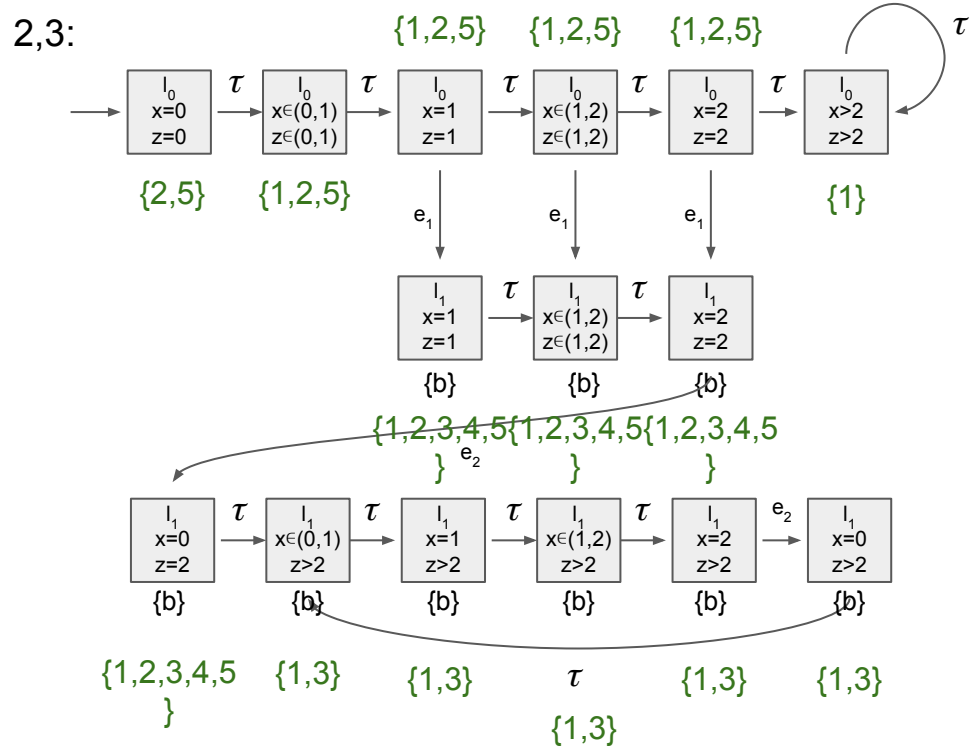 2,3:
{1,2,5} {1,2,5} {1,2,5}
τ
τ τ τ τ τ
l₀ l₀ l₀ l₀ l₀ l₀
x=0 x∈(0,1) x=1 x∈(1,2) x=2 x>2
z=0 z∈(0,1) z=1 z∈(1,2) z=2 z>2
{2,5} {1,2,5} {1}
e₁ e₁ e₁
τ τ
l₁ l₁ l₁
x=1 x∈(1,2) x=2
z=1 z∈(1,2) z=2
{b} {b} {b}
{1,2,3,4,5 {1,2,3,4,5 {1,2,3,4,5
} e₂ } }
τ τ τ τ e₂
l₁ l₁ l₁ l₁ l₁ l₁
x=0 x∈(0,1) x=1 x∈(1,2) x=2 x=0
z=2 z>2 z>2 z>2 z>2 z>2
{b} {b} {b} {b} {b} {b}
{1,2,3,4,5 {1,3} {1,3} τ {1,3} {1,3}
} {1,3}